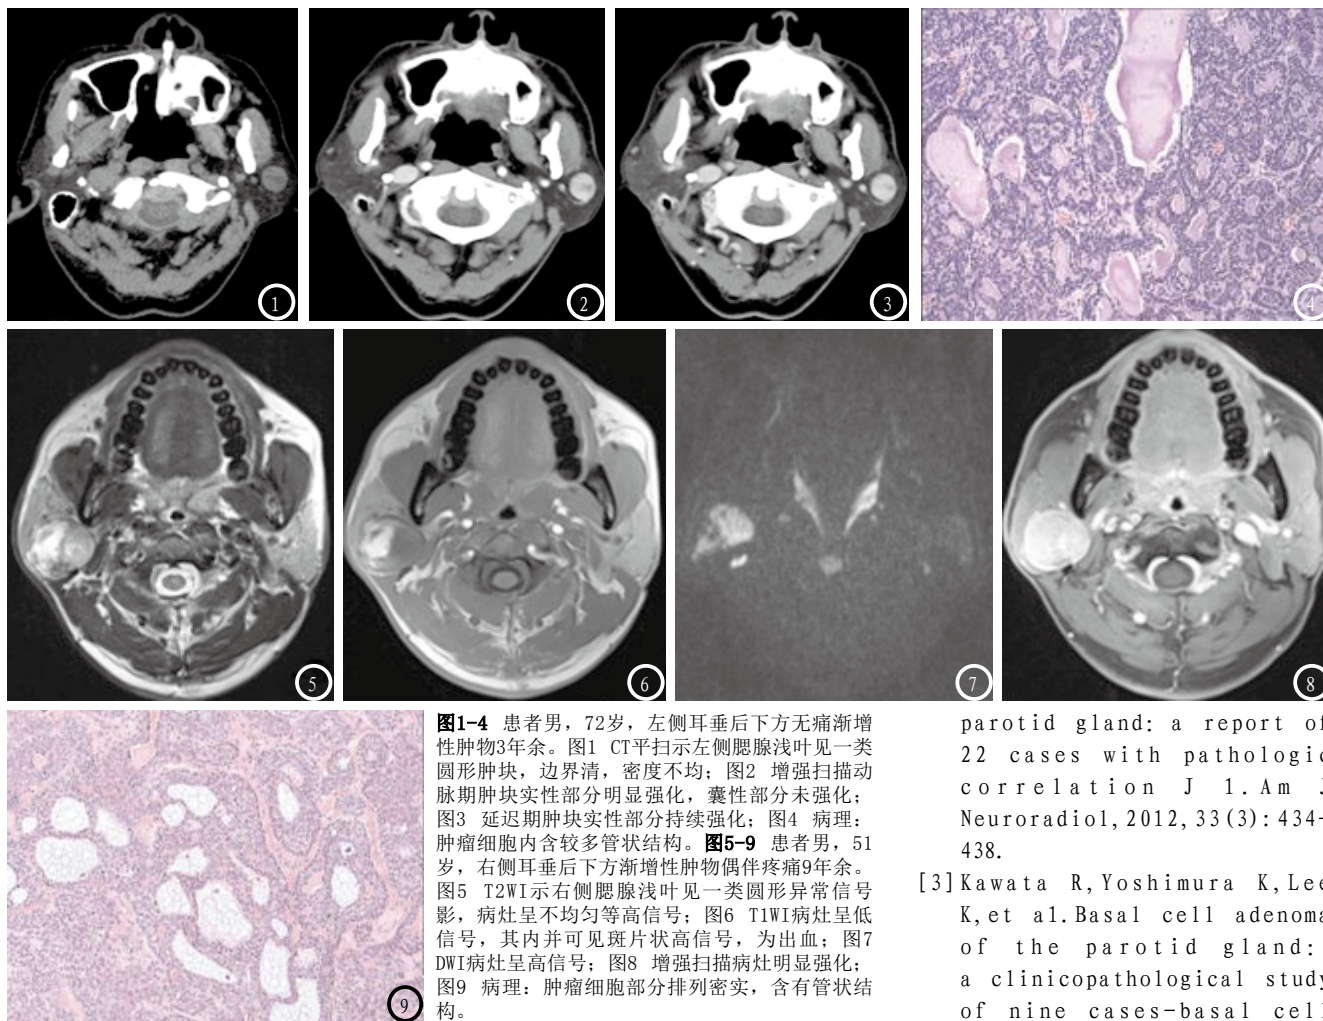 1
2
3
4
5
6
7
8
9
图1-4 患者男，72岁，左侧耳垂后下方无痛渐增
性肿物3年余。图1 CT平扫示左侧腮腺浅叶见一类
圆形肿块，边界清，密度不均；图2 增强扫描动
脉期肿块实性部分明显强化，囊性部分未强化；
图3 延迟期肿块实性部分持续强化；图4 病理：
肿瘤细胞内含较多管状结构。图5-9 患者男，51
岁，右侧耳垂后下方渐增性肿物偶伴疼痛9年余。
图5 T2WI示右侧腮腺浅叶见一类圆形异常信号
影，病灶呈不均匀等高信号；图6 T1WI病灶呈低
信号，其内并可见斑片状高信号，为出血；图7
DWI病灶呈高信号；图8 增强扫描病灶明显强化；
图9 病理：肿瘤细胞部分排列密实，含有管状结
构。
parotid gland: a report of
22 cases with pathologic
correlation J 1.Am J
Neuroradiol,2012,33(3):434-
438.
[3]Kawata R,Yoshimura K,Lee
K,et al.Basal cell adenoma
of the parotid gland:
a clinicopathological study
of nine cases-basal cell